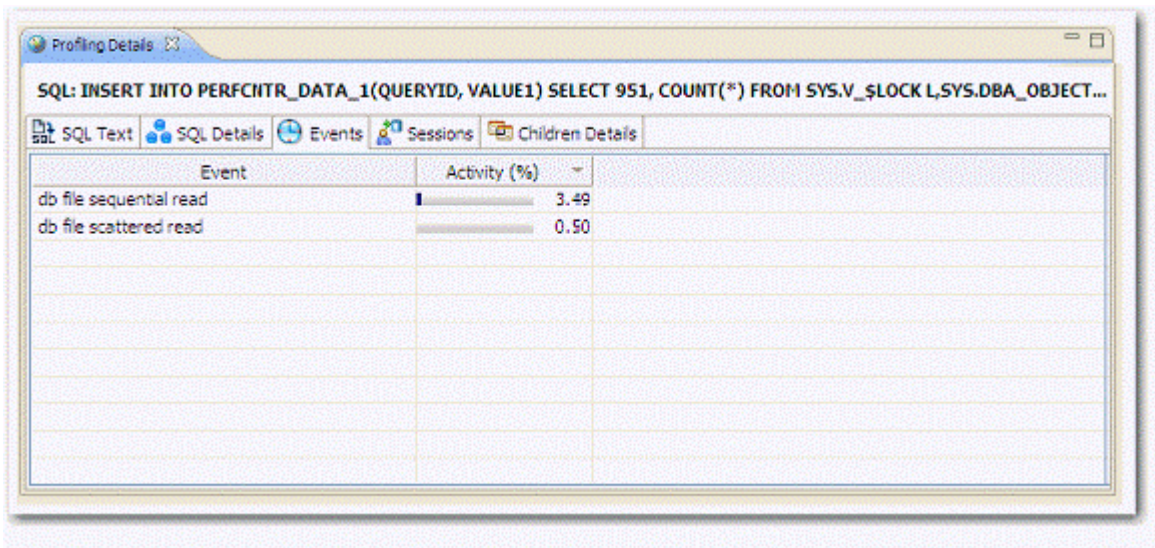 Profiling Details
SQL: INSERT INTO PERFCNTR_DATA_1(QUERYID, VALUE1) SELECT 951, COUNT(*) FROM SYS.V_$LOCK L,SYS.DBA_OBJECT...
SQL Text SQL Details Events Sessions Children Details
Event Activity (%)
db file sequential read 3.49
db file scattered read 0.50